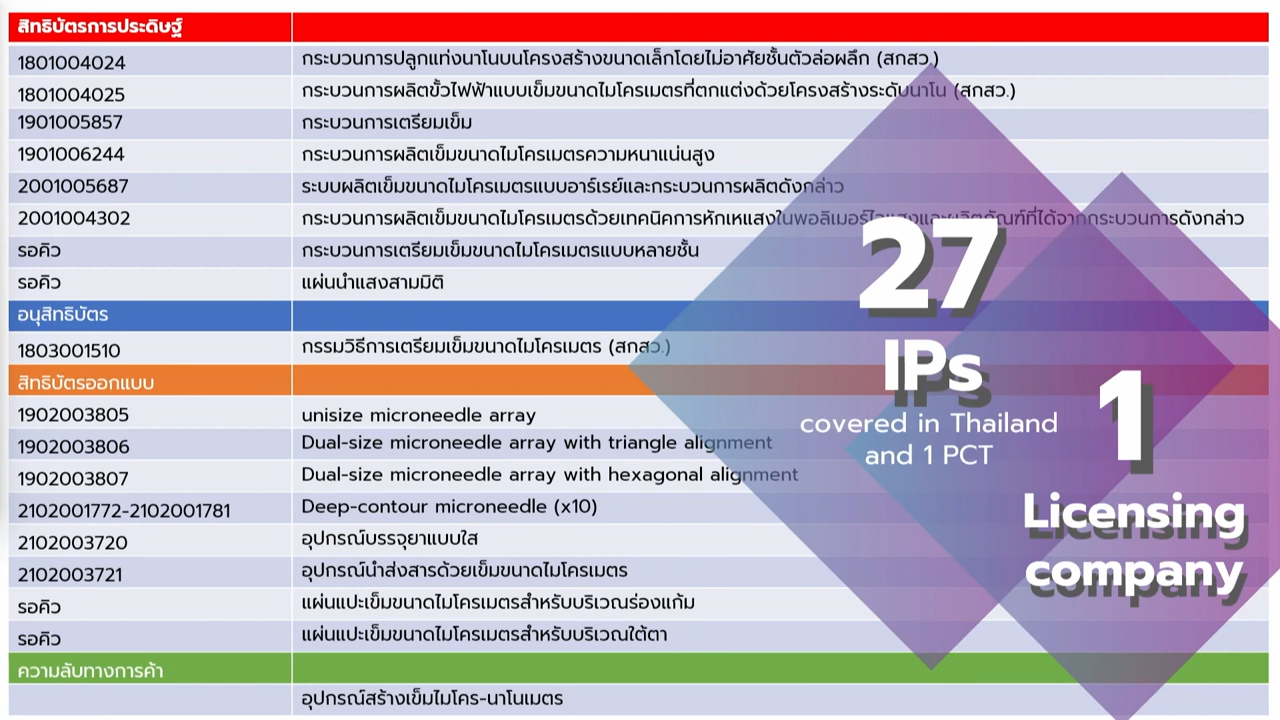 สิทธิบัตรการประดิษฐ์
1801004024 กระบวนการปลูกแท่งนาโนบนโครงสร้างขนาดเล็กโดยไม่อาศัยชั้นตัวล่อผลึก (สกสว.)
1801004025 กระบวนการผลิตขั้วไฟฟ้าแบบเข็มขนาดไมโครเมตรที่ตกแต่งด้วยโครงสร้างระดับนาโน (สกสว.)
1901005857 กระบวนการเตรียมเข็ม
1901006244 กระบวนการผลิตเข็มขนาดไมโครเมตรความหนาแน่นสูง
2001005687 ระบบผลิตเข็มขนาดไมโครเมตรแบบอาร์เรย์และกระบวนการผลิตดังกล่าว
2001004302 กระบวนการผลิตเข็มขนาดไมโครเมตรด้วยเทคนิคการหักเหแสงในพอลิเมอร์ไวแสงและผลิตภัณฑ์ที่ได้จากกระบวนการดังกล่าว
รอคิว กระบวนการเตรียมเข็มขนาดไมโครเมตรแบบหลายชั้น
รอคิว แผ่นนำแสงสามมิติ
อนุสิทธิบัตร
1803001510 กรรมวิธีการเตรียมเข็มขนาดไมโครเมตร (สกสว.)
สิทธิบัตรออกแบบ
1902003805 unisize microneedle array
1902003806 Dual-size microneedle array with triangle alignment
1902003807 Dual-size microneedle array with hexagonal alignment
2102001772-2102001781 Deep-contour microneedle (x10)
2102003720 อุปกรณ์บรรจุยาแบบใส
2102003721 อุปกรณ์นำส่งสารด้วยเข็มขนาดไมโครเมตร
รอคิว แผ่นแปะเข็มขนาดไมโครเมตรสำหรับบริเวณร่องแก้ม
รอคิว แผ่นแปะเข็มขนาดไมโครเมตรสำหรับบริเวณใต้ตา
ความลับทางการค้า
อุปกรณ์สร้างเข็มไมโคร-นาโนเมตร
27
IPs
covered in Thailand
and 1 PCT
1
Licensing
company